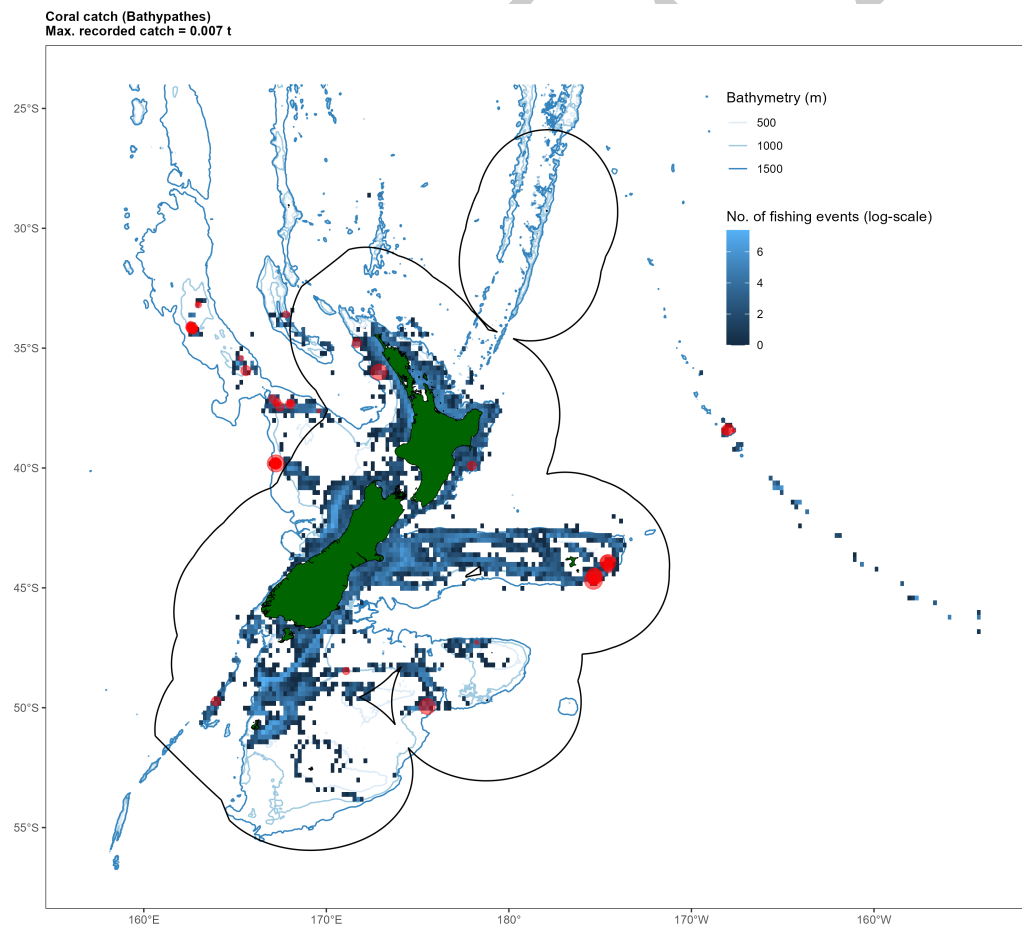 Coral catch (Bathypathes)
Max. recorded catch = 0.007 t
25°S
30°S
35°S
40°S
45°S
50°S
55°S
160°E
170°E
180°
170°W
160°W
Bathymetry (m)
500
1000
1500
No. of fishing events (log-scale)
6
4
2
0